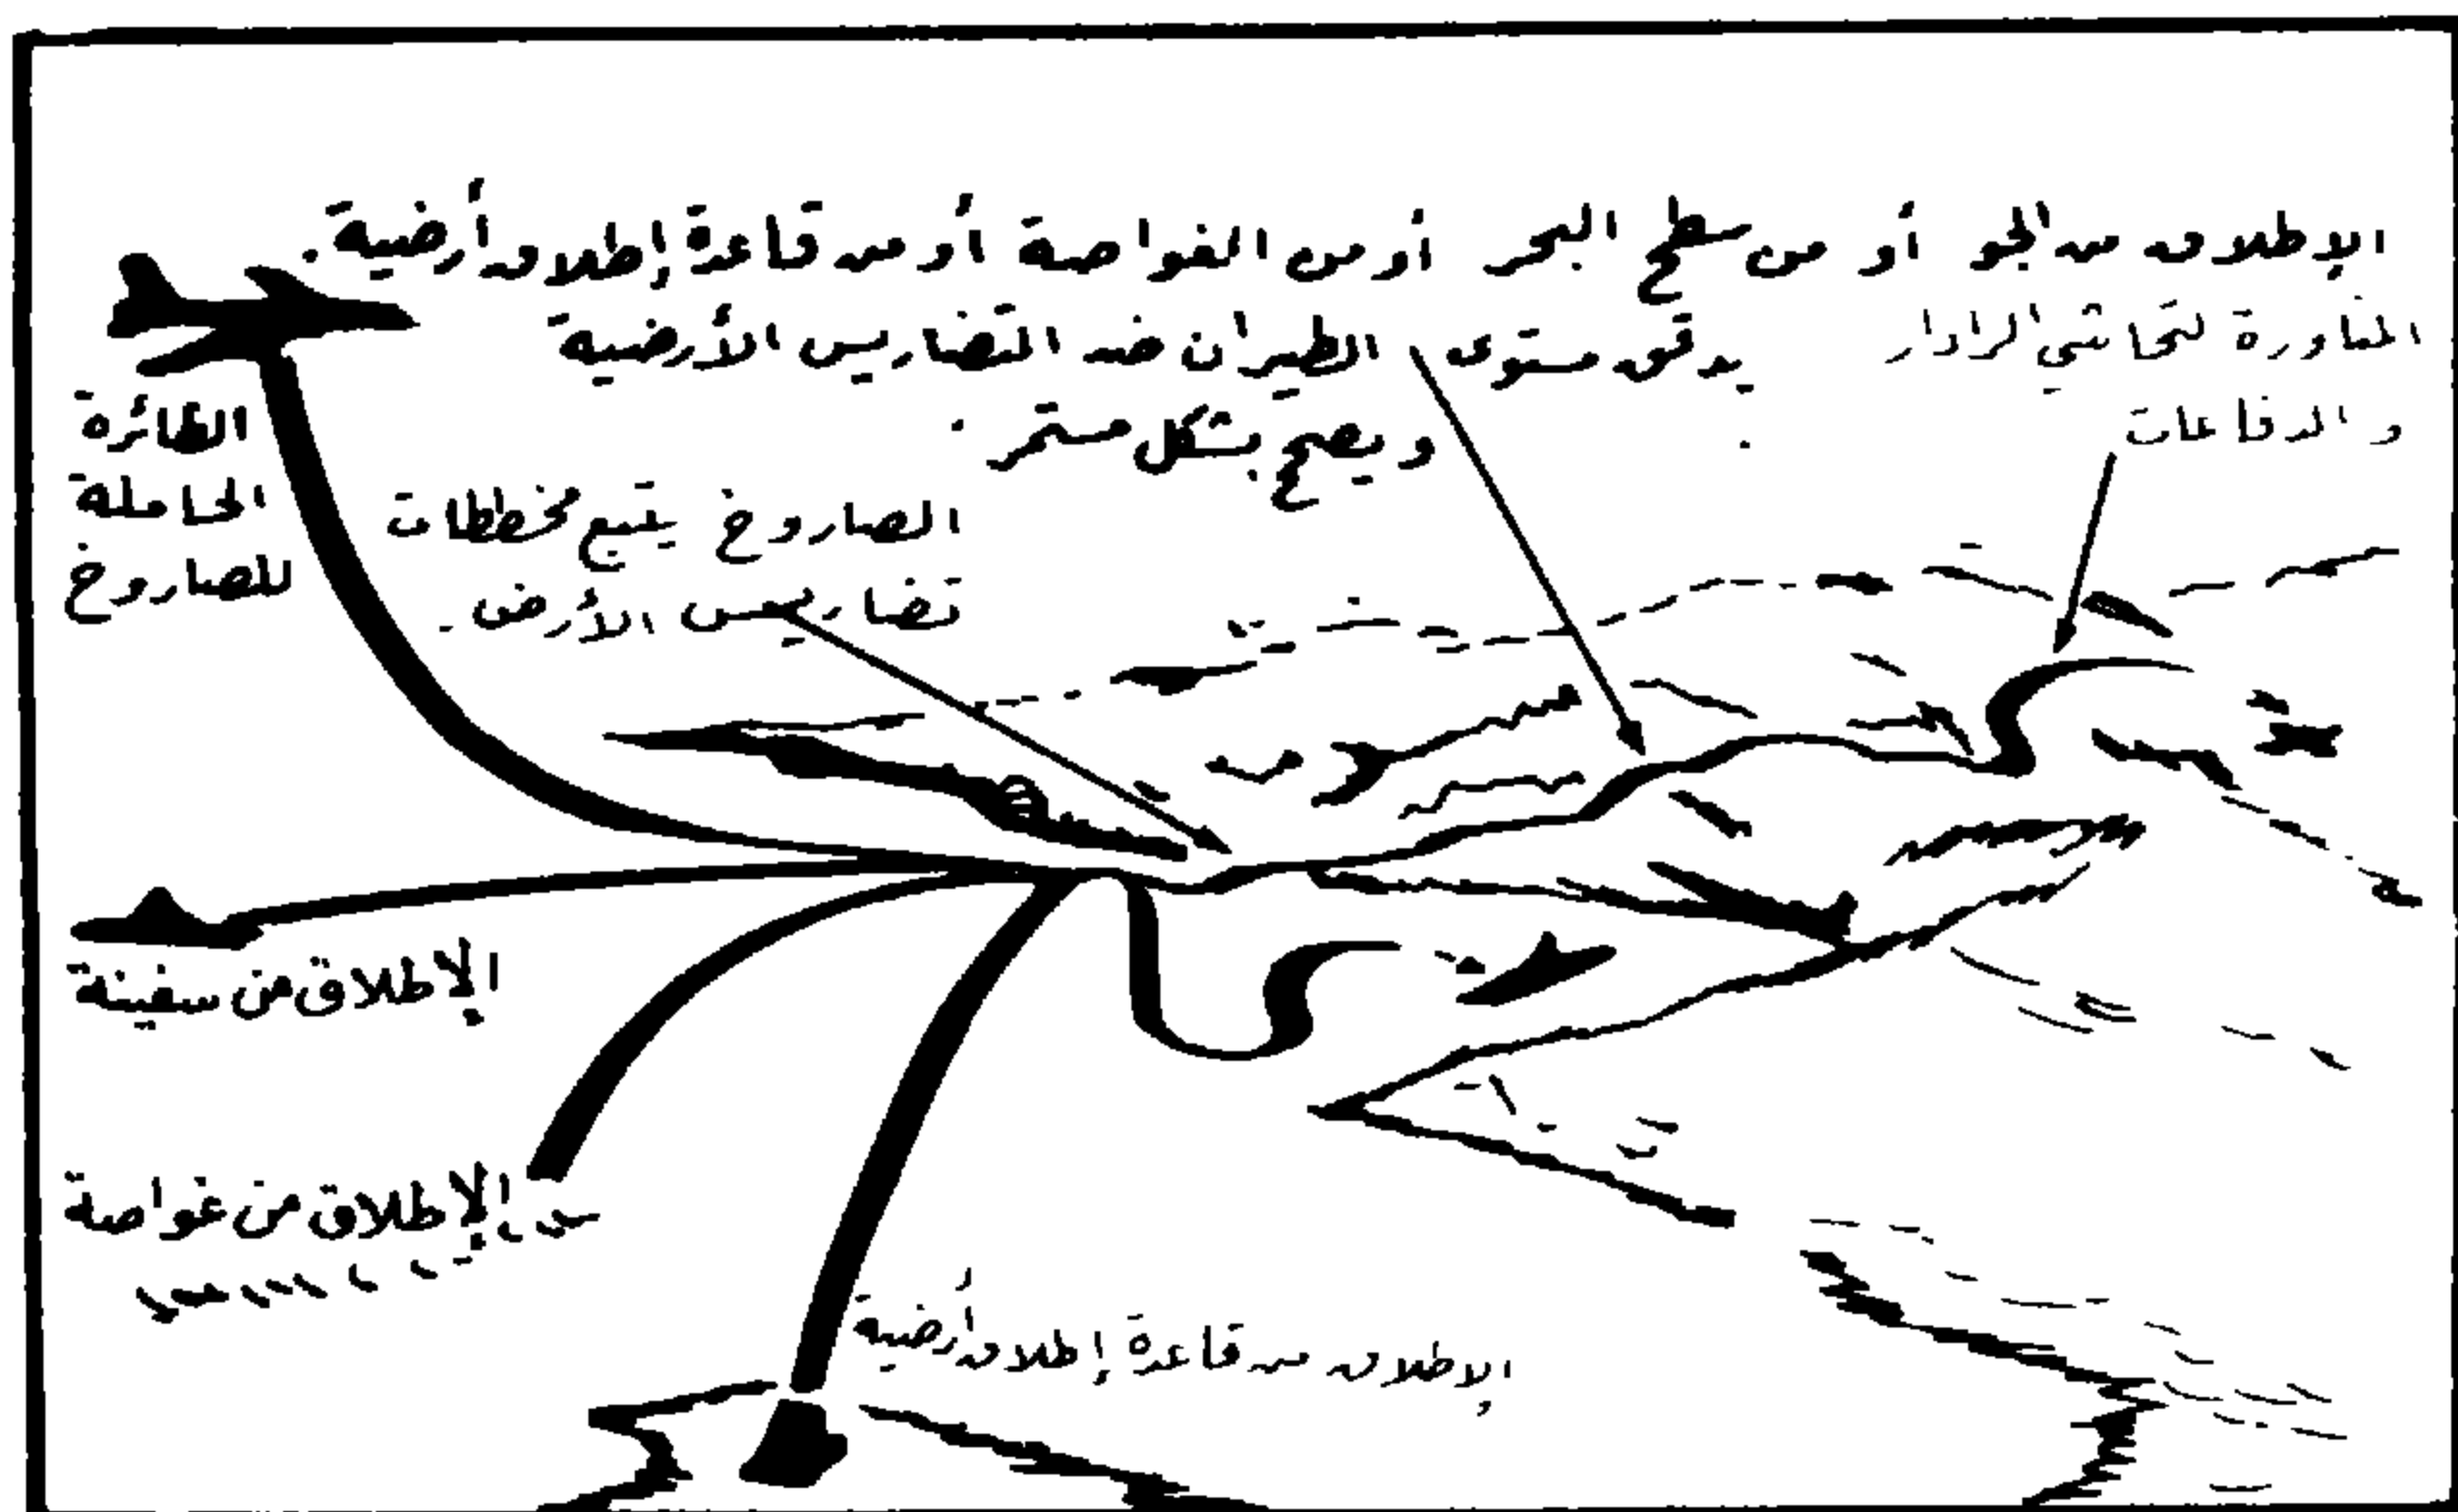 الإطلاق من الجو أو من سطح البحر أو من الغواصة أو من قاعدة إطلاق أرضية.
المناورة لتحاشي الرادار
والدفاعات
يدقق مستوى الطيران ضد التضاريس الأرضية
ويصحح بشكل مستمر.
الصاروخ يتبع مخططات
تضاريس الأرض.
الطائرة
الحاملة
للصاروخ
الإطلاق من سفينة
الإطلاق من غواصة
الإطلاق من قاعدة إطلاق أرضية